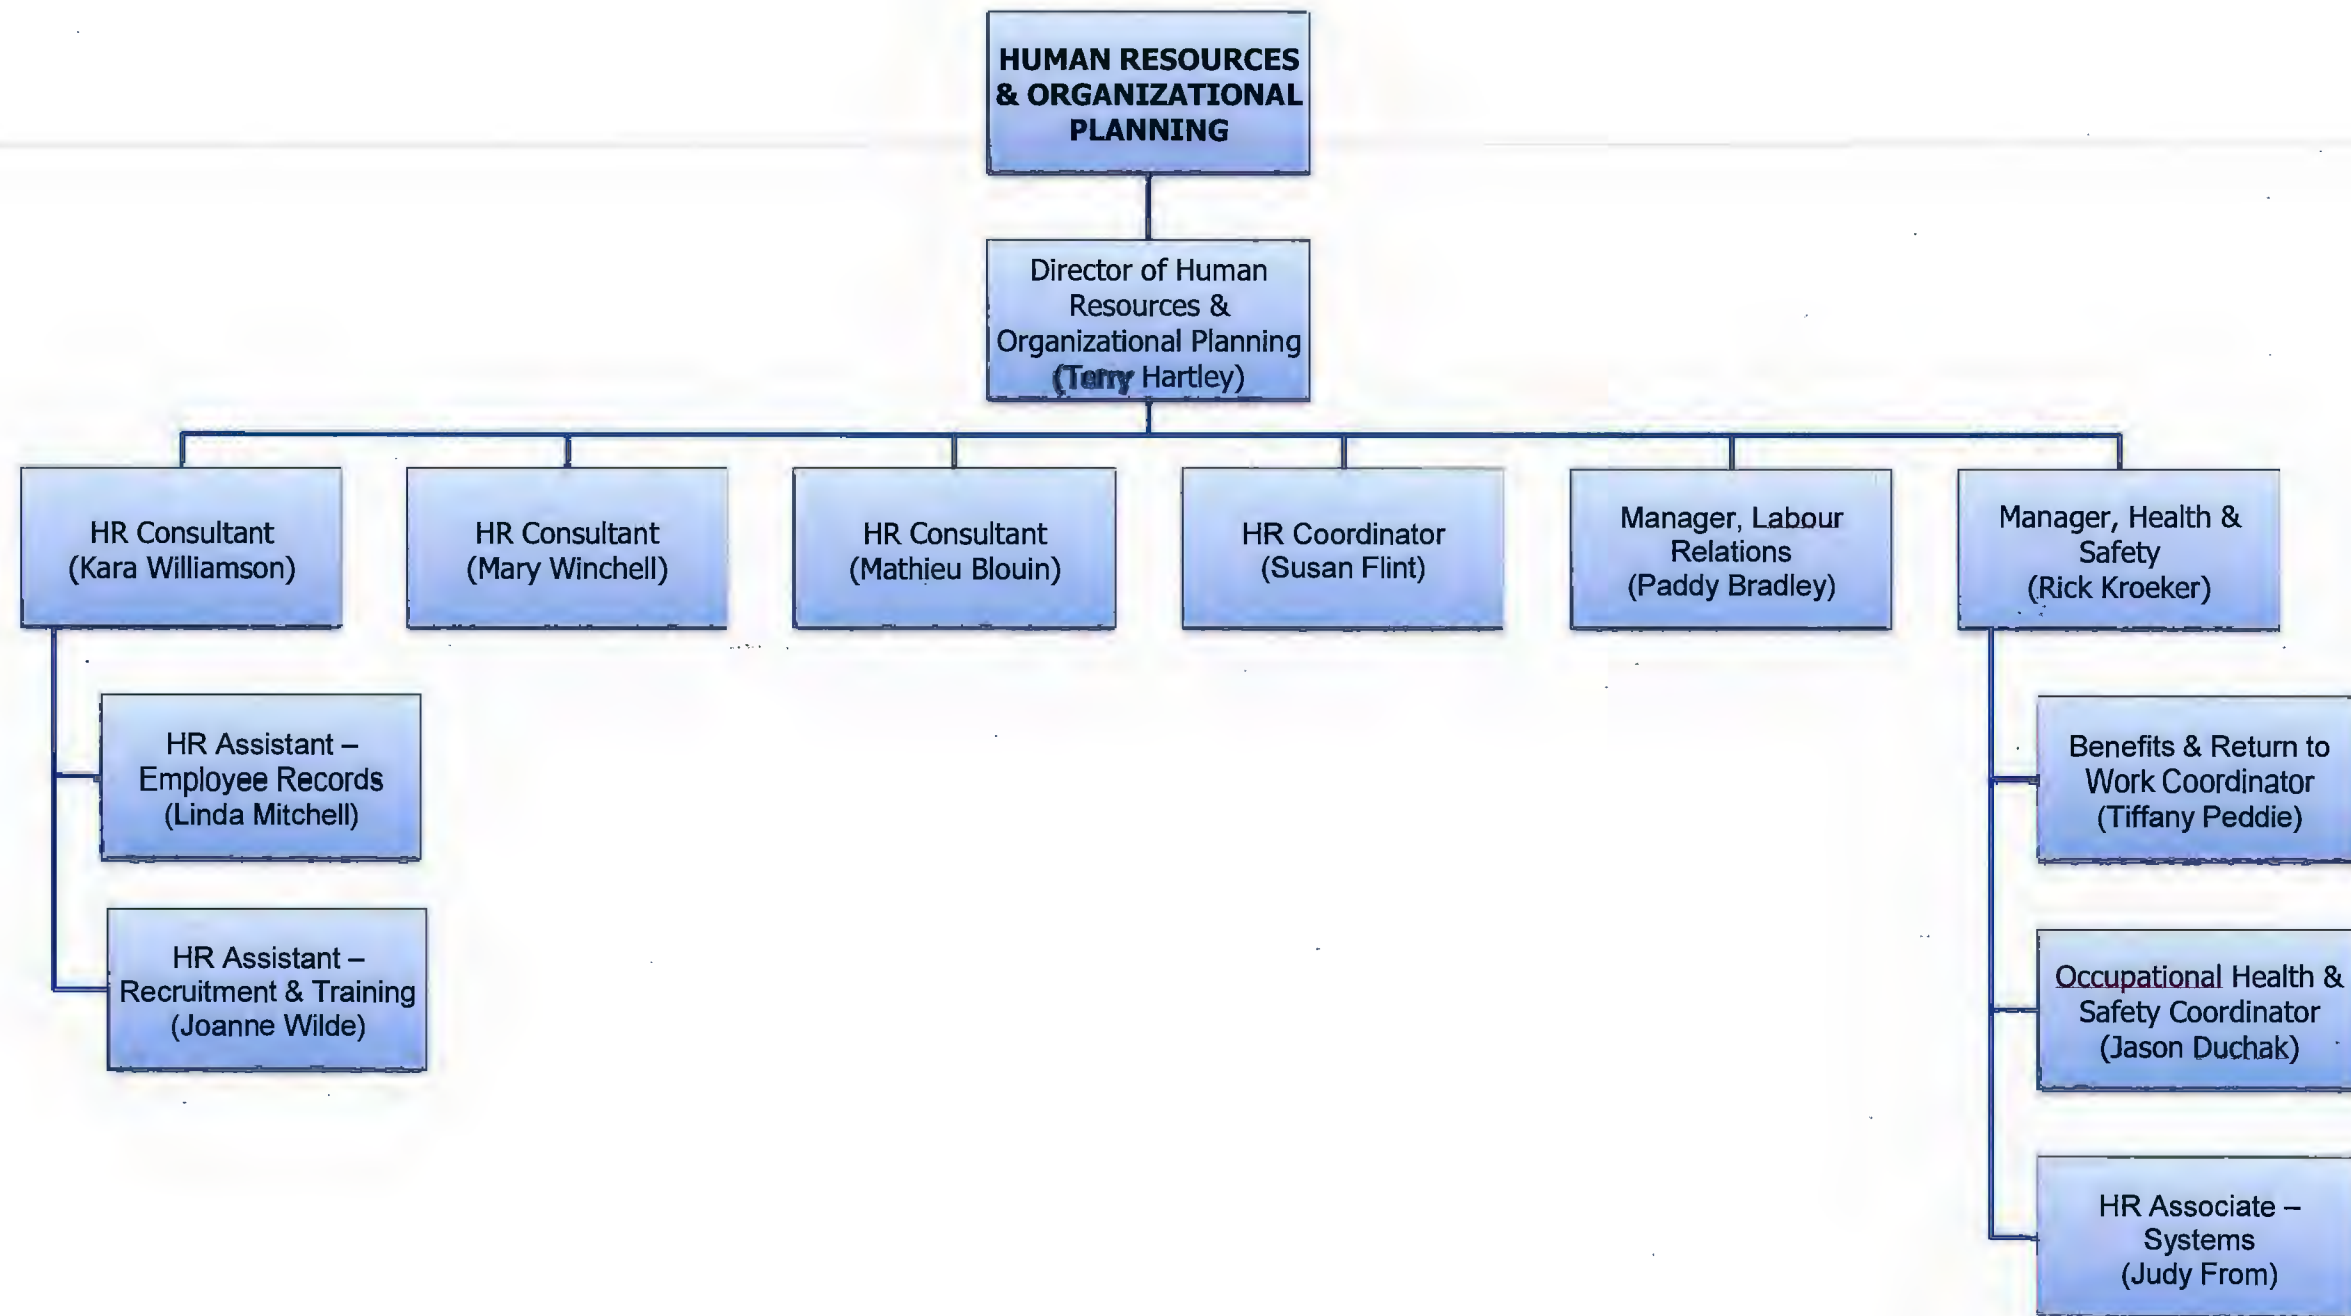 HUMAN RESOURCES
& ORGANIZATIONAL
PLANNING
Director of Human
Resources &
Organizational Planning
(Terry Hartley)
HR Consultant
(Kara Williamson)
HR Consultant
(Mary Winchell)
HR Consultant
(Mathieu Blouin)
HR Coordinator
(Susan Flint)
Manager, Labour
Relations
(Paddy Bradley)
Manager, Health &
Safety
(Rick Kroeker)
HR Assistant –
Employee Records
(Linda Mitchell)
HR Assistant –
Recruitment & Training
(Joanne Wilde)
Benefits & Return to
Work Coordinator
(Tiffany Peddie)
Occupational Health &
Safety Coordinator
(Jason Duchak)
HR Associate –
Systems
(Judy From)